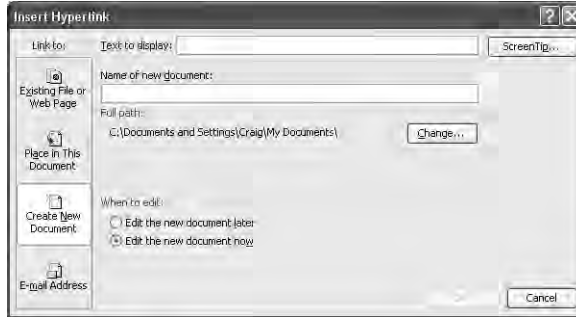 Insert Hyperlink
Link to:
Text to display:
ScreenTip...
Existing File or
Web Page
Place in This
Document
Create New
Document
E-mail Address
Name of new document:
Full path:
C:\Documents and Settings\Craig\My Documents\
Change...
When to edit:
Edit the new document later
Edit the new document now
Cancel